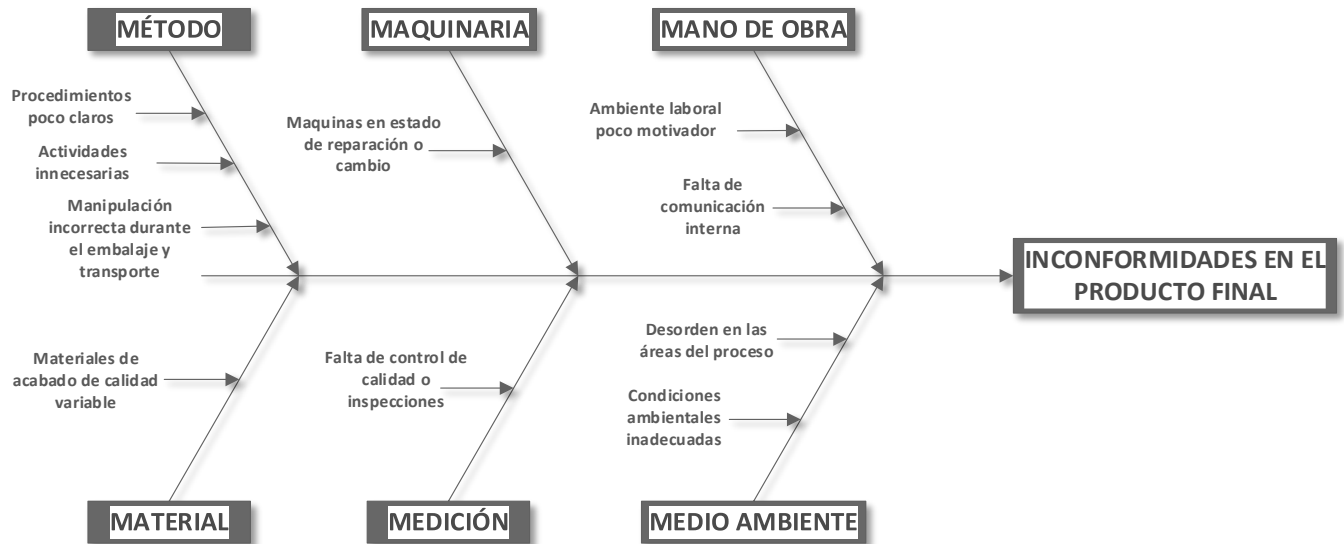 MÉTODO
MAQUINARIA
MANO DE OBRA
Procedimientos
poco claros
Actividades
innecesarias
Manipulación
incorrecta durante
el embalaje y
transporte
Maquinas en estado
de reparación o
cambio
Ambiente laboral
poco motivador
Falta de
comunicación
interna
INCONFORMIDADES EN EL
PRODUCTO FINAL
Materiales de
acabado de calidad
variable
Falta de control de
calidad o
inspecciones
Desorden en las
áreas del proceso
Condiciones
ambientales
inadecuadas
MATERIAL
MEDICIÓN
MEDIO AMBIENTE